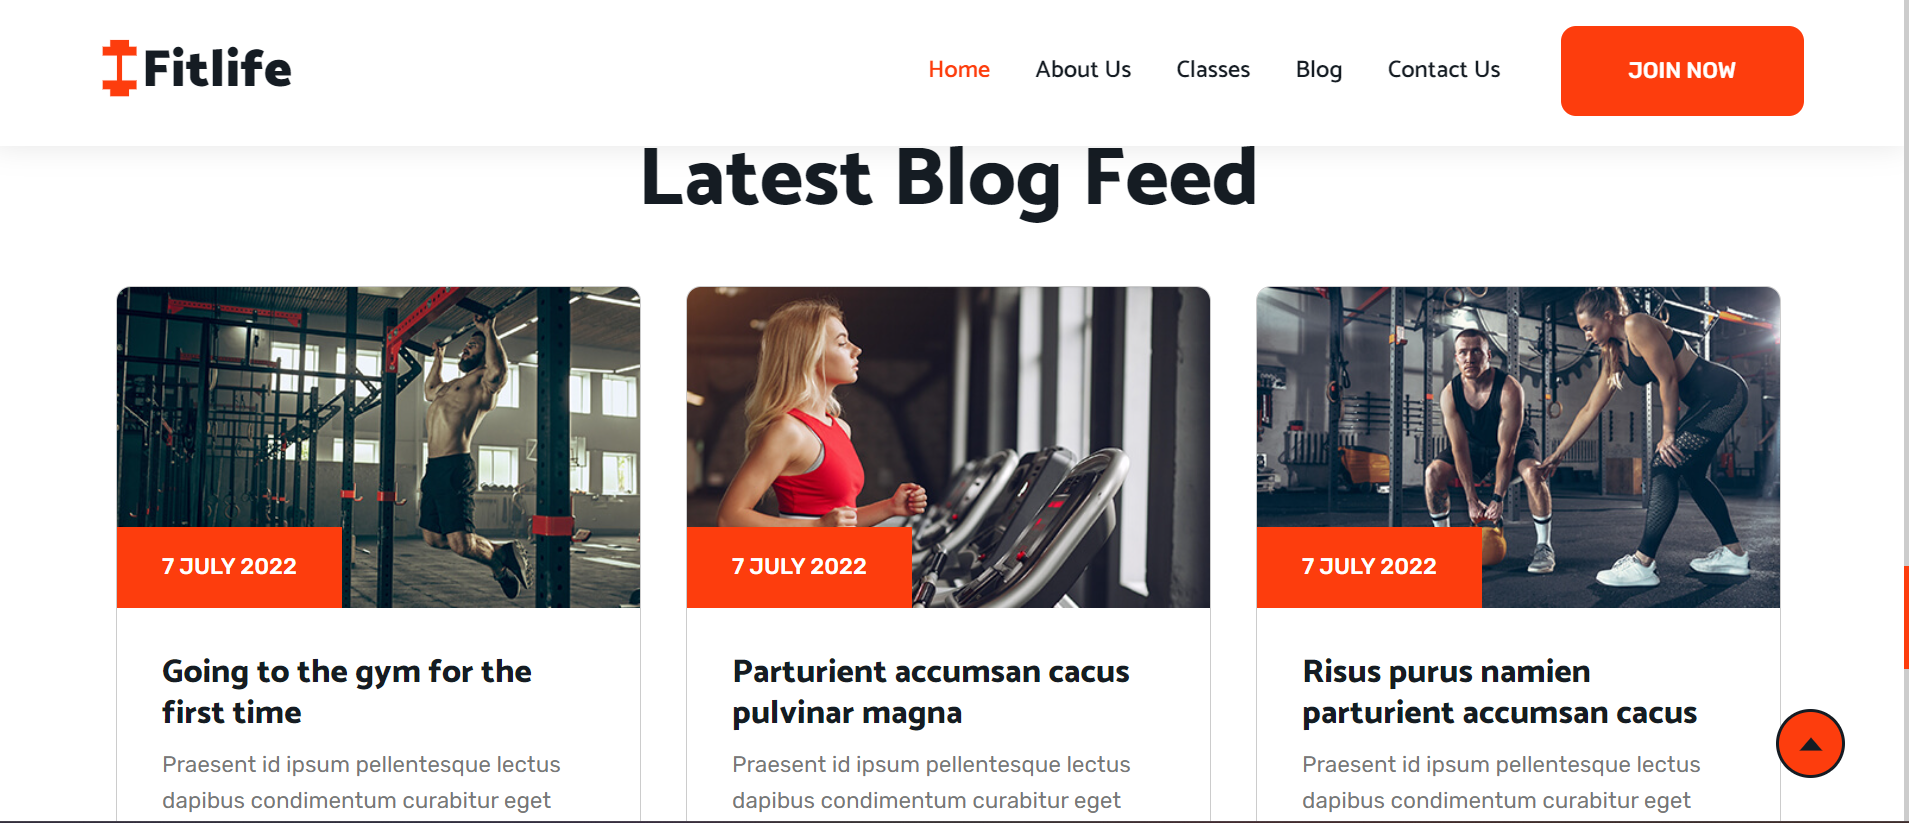 Fitlife
Home About Us Classes Blog Contact Us JOIN NOW
Latest Blog Feed
7 JULY 2022
Going to the gym for the
first time
Praesent id ipsum pellentesque lectus
dapibus condimentum curabitur eget
7 JULY 2022
Parturient accumsan cacus
pulvinar magna
Praesent id ipsum pellentesque lectus
dapibus condimentum curabitur eget
7 JULY 2022
Risus purus namien
parturient accumsan cacus
Praesent id ipsum pellentesque lectus
dapibus condimentum curabitur eget